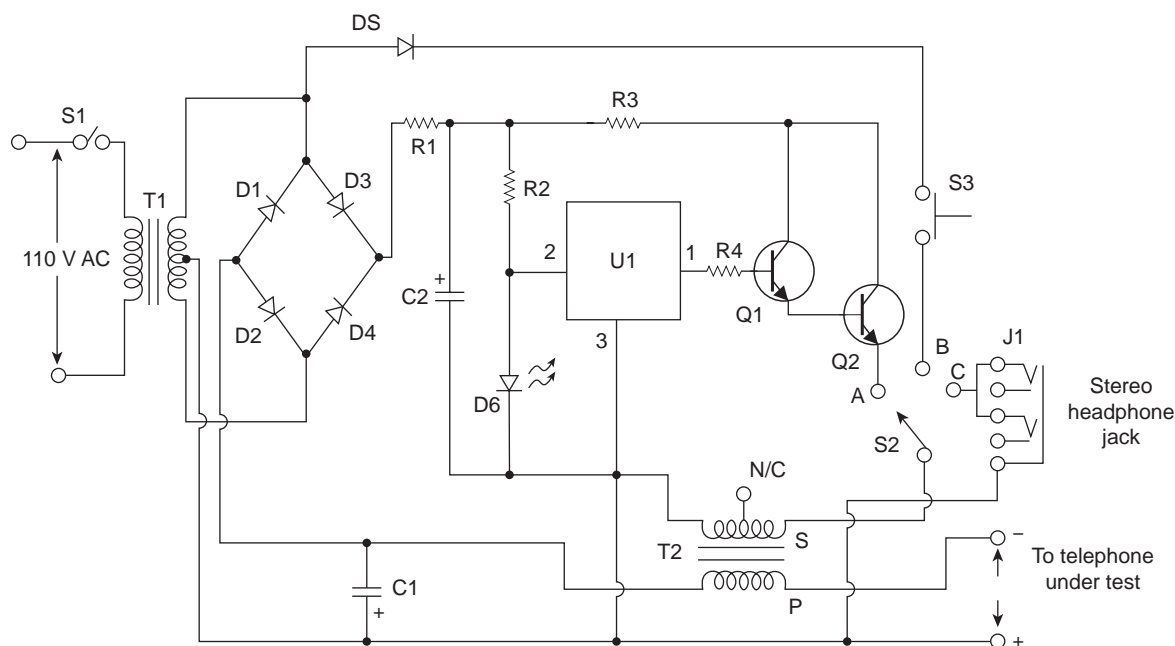 DS
S1
R3
R1
D1
D3
T1
R2
S3
110 V AC
2
U1
1
R4
+
C2
D2
D4
Q1
3
Q2
B
J1
D6
A
C
Stereo
headphone
jack
S2
N/C
S
T2
−
C1
To telephone
under test
+
P
+